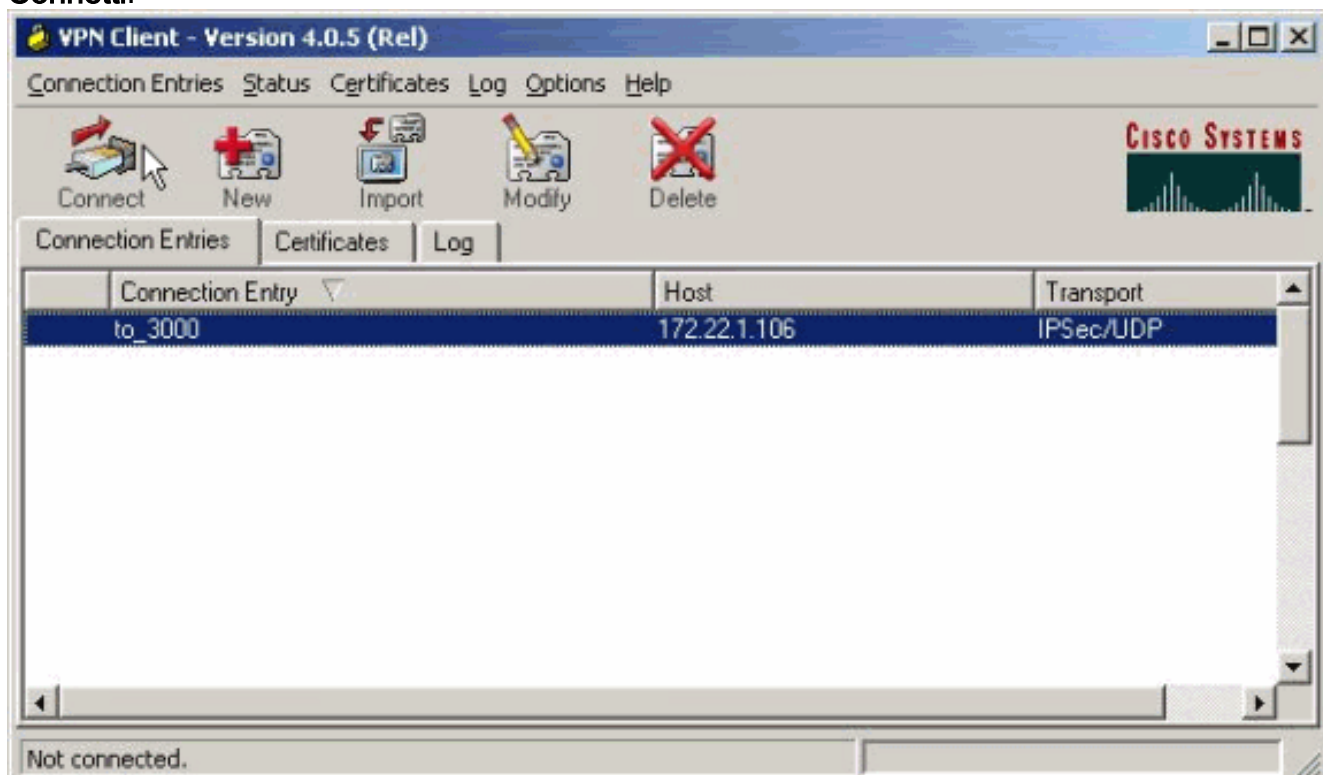 VPN Client - Version 4.0.5 (Rel)
Connection Entries Status Certificates Log Options Help
Connect New Import Modify Delete
CISCO SYSTEMS
Connection Entries Certificates Log
Connection Entry Host Transport
to_3000 172.22.1.106 IPSec/UDP
Not connected.